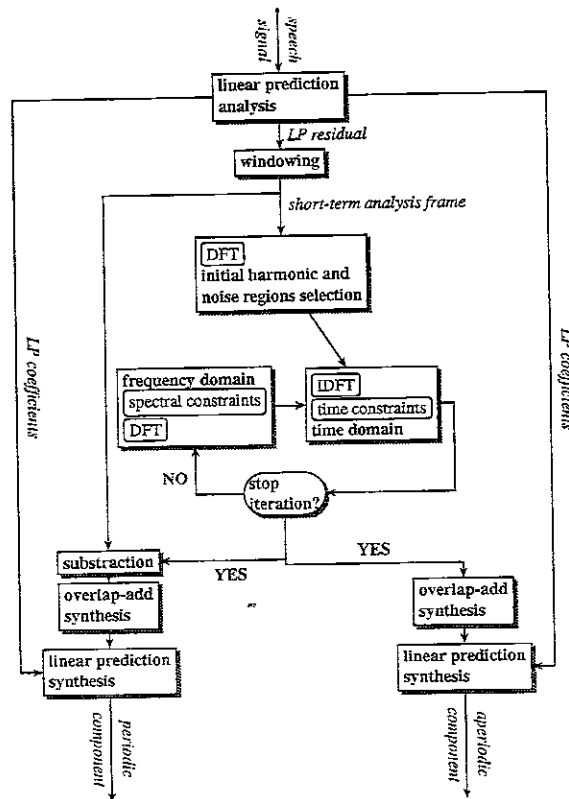 speech
signal
linear prediction
analysis
LP residual
windowing
short-term analysis frame
DFT
initial harmonic and
noise regions selection
LP coefficients
LP coefficients
frequency domain
spectral constraints
DFT
IDFT
time constraints
time domain
NO
stop
iteration?
YES
YES
substraction
overlap-add
synthesis
overlap-add
synthesis
linear prediction
synthesis
linear prediction
synthesis
periodic
component
aperiodic
component